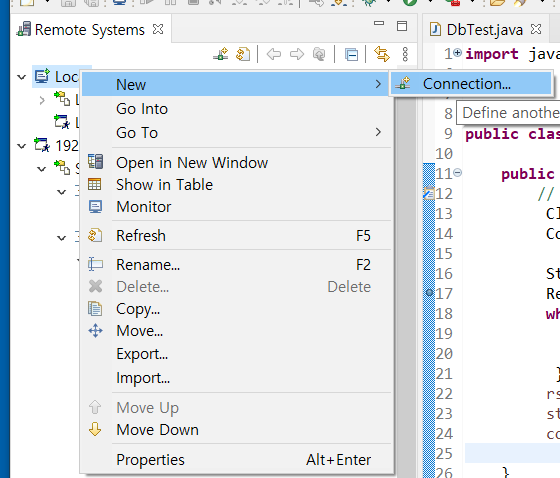 Remote Systems
DbTest.java
Loc
New
Connection...
Define anothe
Go Into
Go To
192
Open in New Window
Show in Table
Monitor
Refresh F5
Rename... F2
Delete... Delete
Copy...
Move...
Export...
Import...
Move Up
Move Down
Properties Alt+Enter
1 import java
8
9 public clas
10
11 public
12 //
13 Cl
14 Co
15
16 St
17 Re
18 wh
19
20
21 }
22 rs
23 st
24 co
25
26 }